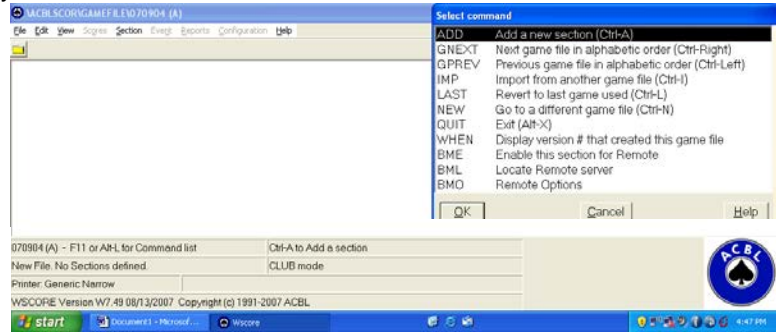 \ACBLSCOR\GAMEFILE\070904 (A)
File Edit View Scores Section Event Reports Configuration Help
Select command
ADD Add a new section (Ctrl-A)
GNEXT Next game file in alphabetic order (Ctrl-Right)
GPREV Previous game file in alphabetic order (Ctrl-Left)
IMP Import from another game file (Ctrl-I)
LAST Revert to last game used (Ctrl-L)
NEW Go to a different game file (Ctrl-N)
QUIT Exit (Alt-X)
WHEN Display version # that created this game file
BME Enable this section for Remote
BML Locate Remote server
BMO Remote Options
OK Cancel Help
070904 (A) - F11 or Alt-L for Command list Ctrl-A to Add a section
New File. No Sections defined. CLUB mode
Printer: Generic Narrow
WSCORE Version W7.49 08/13/2007 Copyright (c) 1991-2007 ACBL
ACBL
start Document1 - Microsof... Wscore 4:47 PM